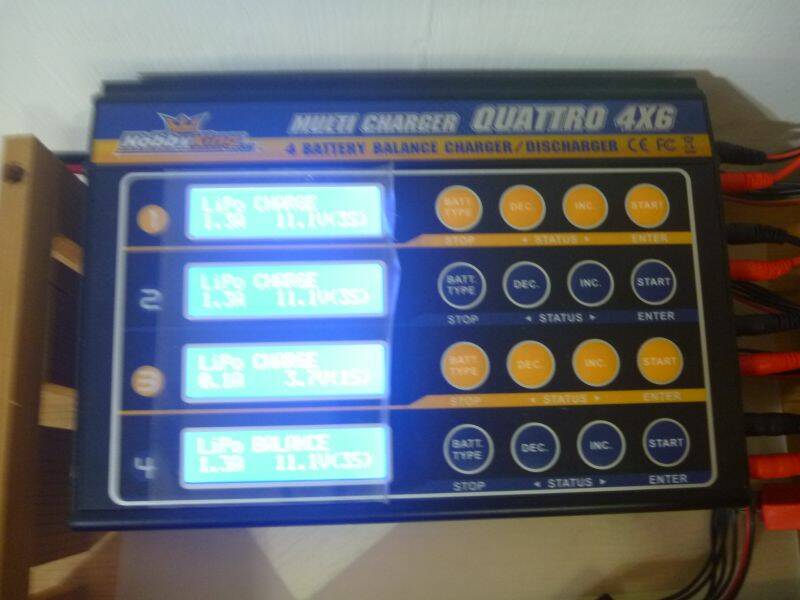 HobbyKing
MULTI CHARGER QUATTRO 4X6
4 BATTERY BALANCE CHARGER/DISCHARGER CE FC
1
LiPo CHARGE
1.3A 11.1V(3S)
BATT. TYPE DEC. INC. START
STOP ◄ STATUS ► ENTER
2
LiPo CHARGE
1.3A 11.1V(3S)
BATT. TYPE DEC. INC. START
STOP ◄ STATUS ► ENTER
3
LiPo CHARGE
0.1A 3.7V(1S)
BATT. TYPE DEC. INC. START
STOP ◄ STATUS ► ENTER
4
LiPo BALANCE
1.3A 11.1V(3S)
BATT. TYPE DEC. INC. START
STOP ◄ STATUS ► ENTER